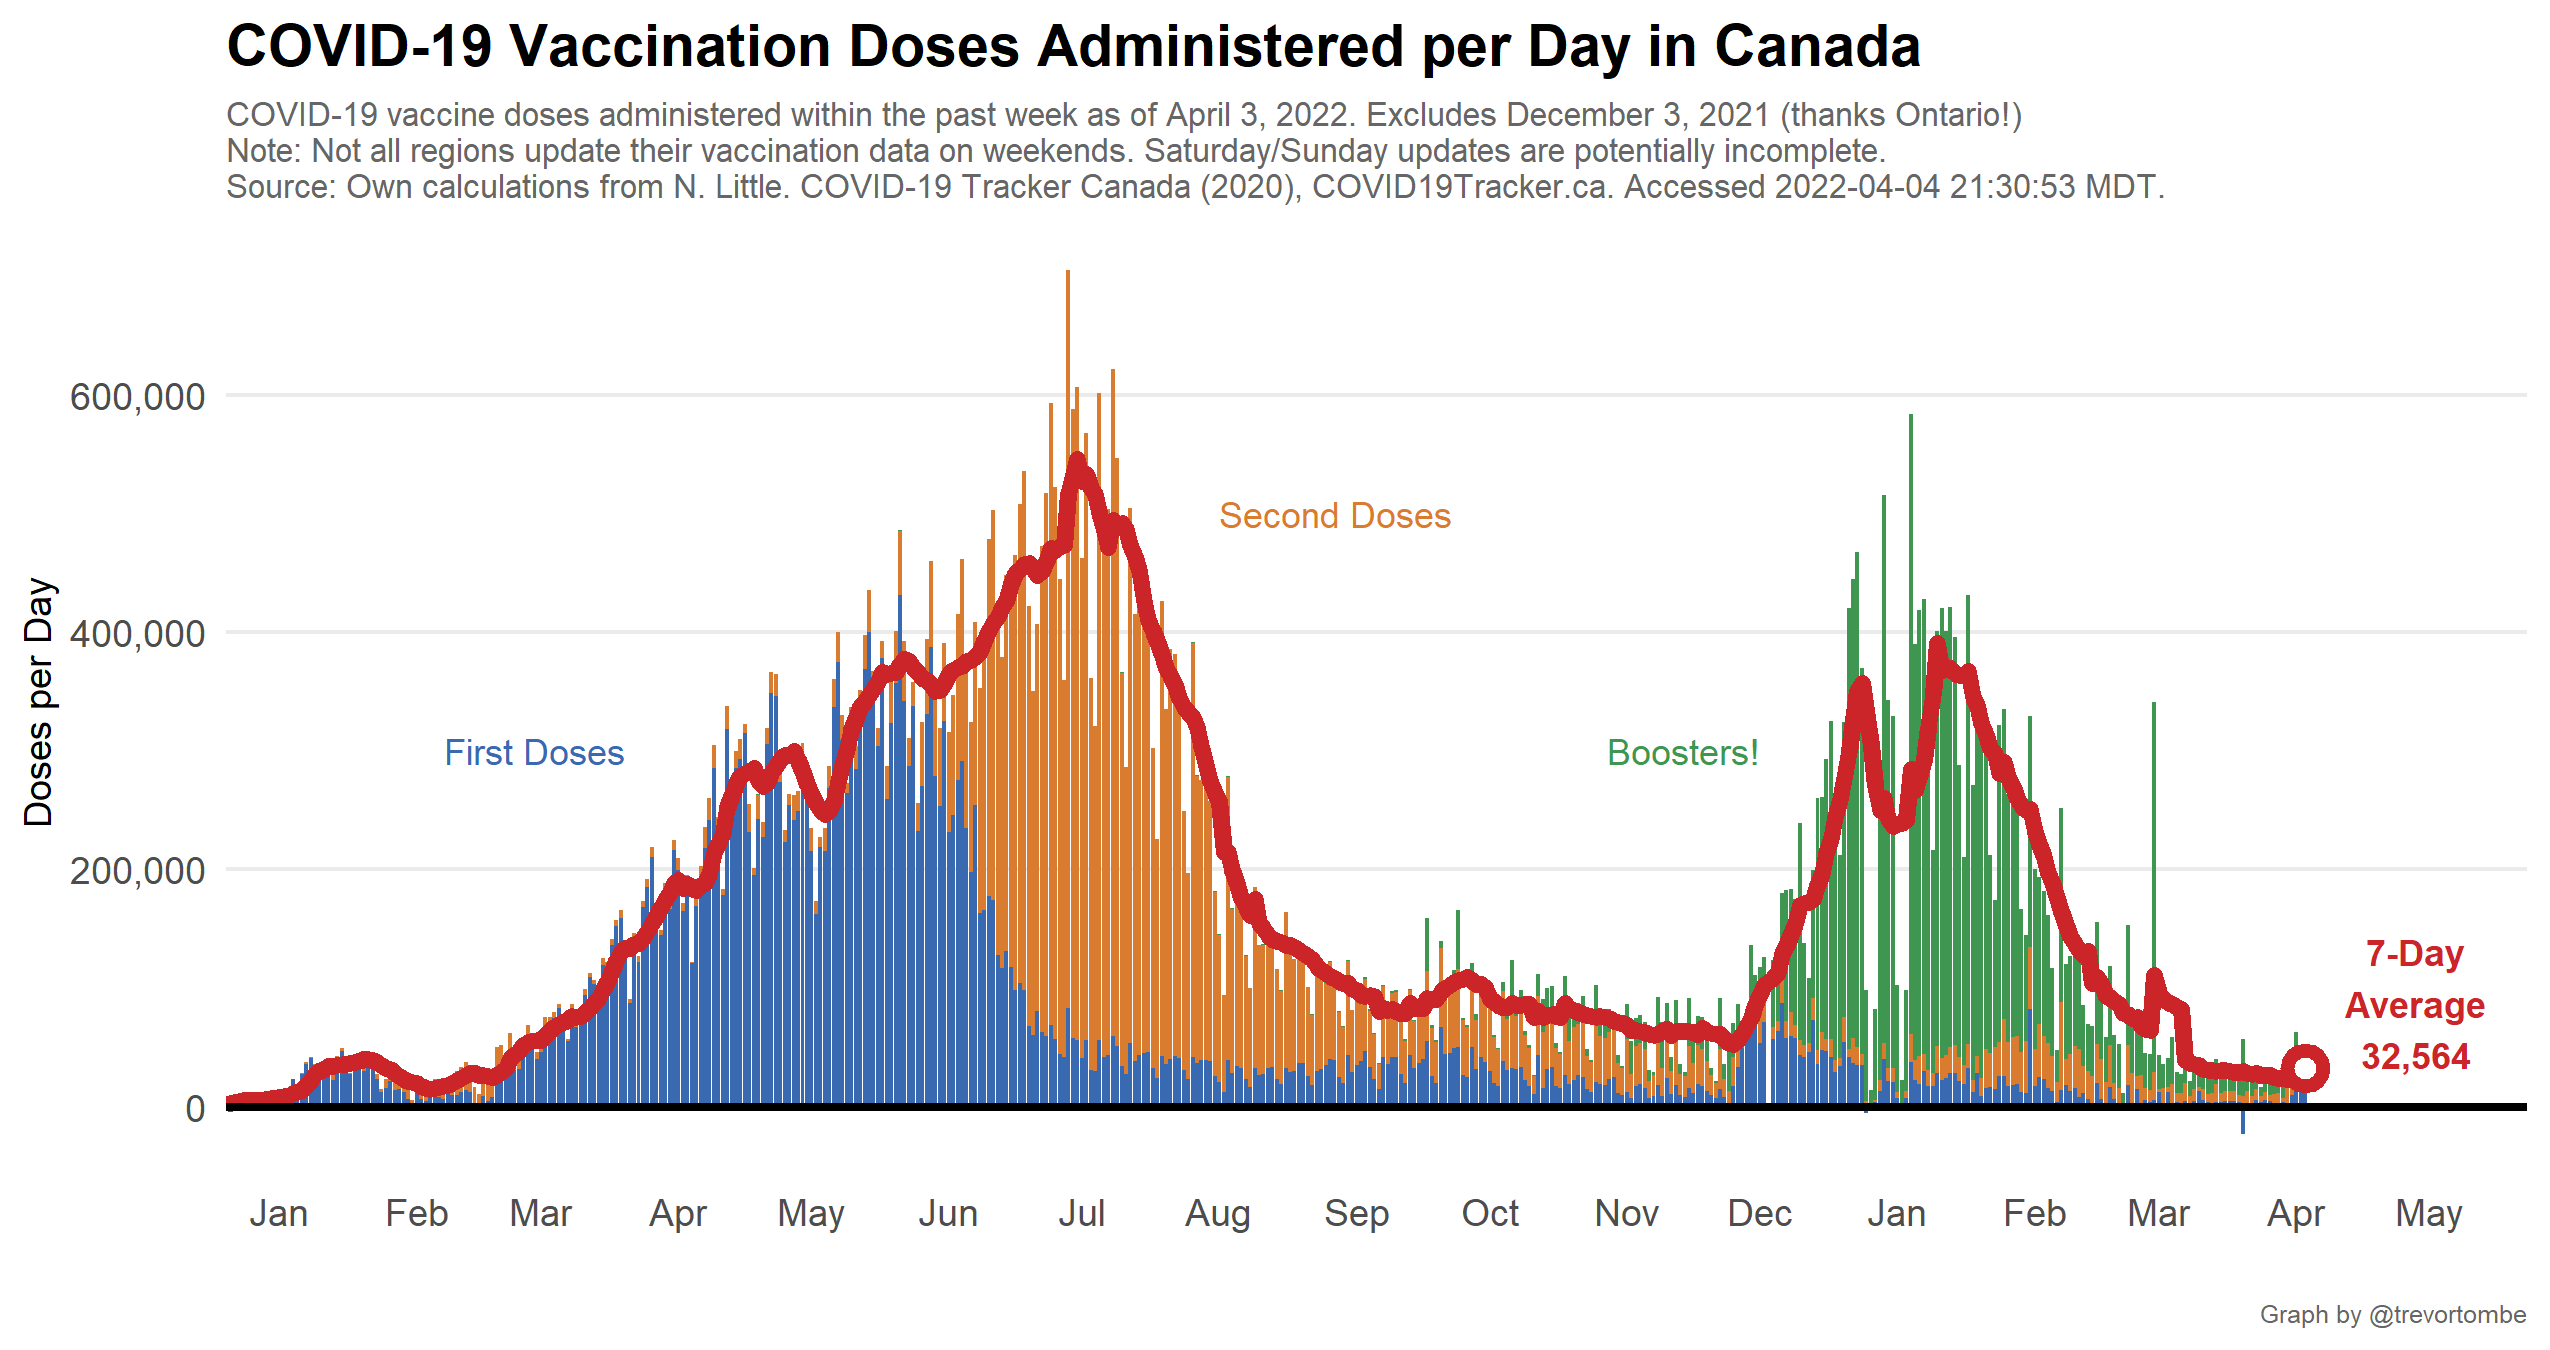 COVID-19 Vaccination Doses Administered per Day in Canada
COVID-19 vaccine doses administered within the past week as of April 3, 2022. Excludes December 3, 2021 (thanks Ontario!)
Note: Not all regions update their vaccination data on weekends. Saturday/Sunday updates are potentially incomplete.
Source: Own calculations from N. Little. COVID-19 Tracker Canada (2020), COVID19Tracker.ca. Accessed 2022-04-04 21:30:53 MDT.
Doses per Day
600,000
400,000
200,000
0
First Doses
Second Doses
Boosters!
7-Day
Average
32,564
Jan Feb Mar Apr May Jun Jul Aug Sep Oct Nov Dec Jan Feb Mar Apr May
Graph by @trevortombe